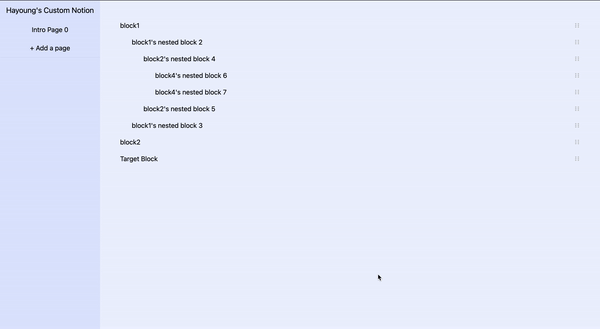 Hayoung's Custom Notion
Intro Page 0
+ Add a page
block1
block1's nested block 2
block2's nested block 4
block4's nested block 6
block4's nested block 7
block2's nested block 5
block1's nested block 3
block2
Target Block